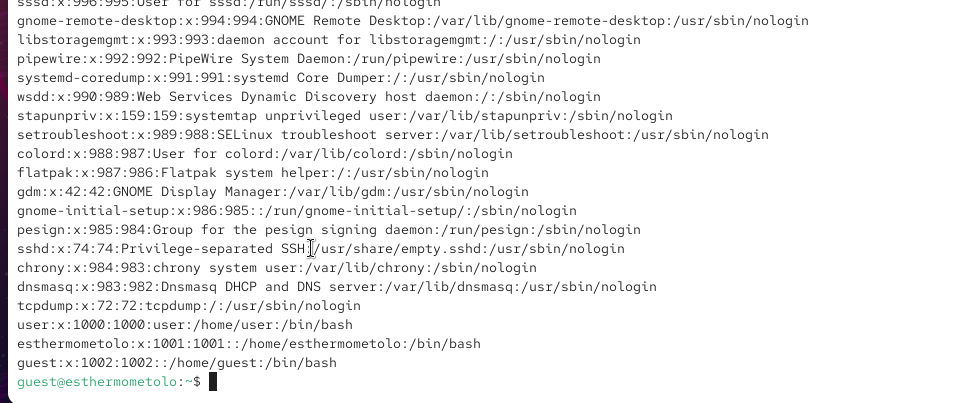 sssd:x:996:995:User for sssd:/run/sssd/:/sbin/nologin
gnome-remote-desktop:x:994:994:GNOME Remote Desktop:/var/lib/gnome-remote-desktop:/usr/sbin/nologin
libstoragemgmt:x:993:993:daemon account for libstoragemgmt:/:/usr/sbin/nologin
pipewire:x:992:992:PipeWire System Daemon:/run/pipewire:/usr/sbin/nologin
systemd-coredump:x:991:991:systemd Core Dumper:/:/usr/sbin/nologin
wsdd:x:990:989:Web Services Dynamic Discovery host daemon:/:/sbin/nologin
stapunpriv:x:159:159:systemtap unprivileged user:/var/lib/stapunpriv:/sbin/nologin
setroubleshoot:x:989:988:SELinux troubleshoot server:/var/lib/setroubleshoot:/usr/sbin/nologin
colord:x:988:987:User for colord:/var/lib/colord:/sbin/nologin
flatpak:x:987:986:Flatpak system helper:/:/usr/sbin/nologin
gdm:x:42:42:GNOME Display Manager:/var/lib/gdm:/usr/sbin/nologin
gnome-initial-setup:x:986:985::/run/gnome-initial-setup/:/sbin/nologin
pesign:x:985:984:Group for the pesign signing daemon:/run/pesign:/sbin/nologin
sshd:x:74:74:Privilege-separated SSH:/usr/share/empty.sshd:/usr/sbin/nologin
chrony:x:984:983:chrony system user:/var/lib/chrony:/sbin/nologin
dnsmasq:x:983:982:Dnsmasq DHCP and DNS server:/var/lib/dnsmasq:/usr/sbin/nologin
tcpdump:x:72:72:tcpdump:/:/usr/sbin/nologin
user:x:1000:1000:user:/home/user:/bin/bash
esthermometolo:x:1001:1001::/home/esthermometolo:/bin/bash
guest:x:1002:1002::/home/guest:/bin/bash
guest@esthermometolo:~$